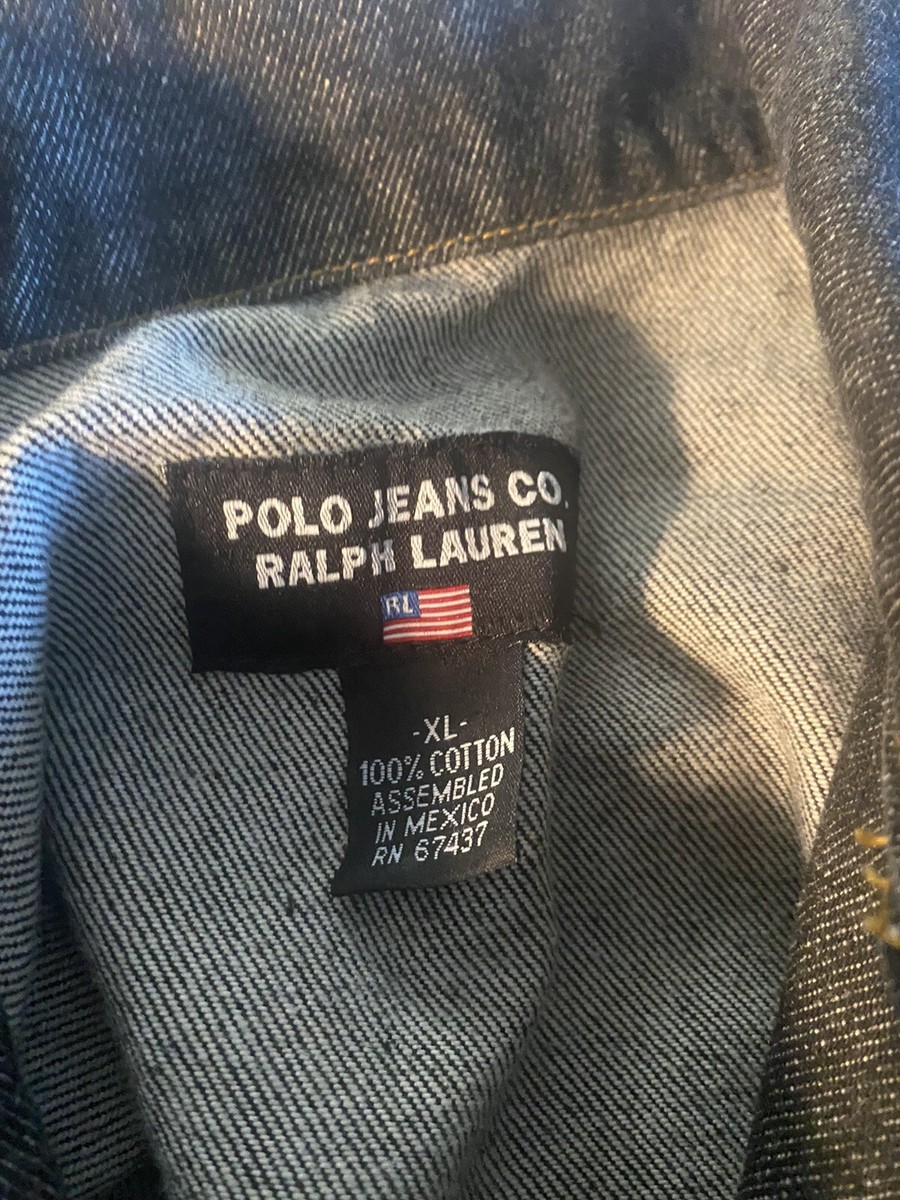 POLO JEANS CO.
RALPH LAUREN
RL
-XL-
100% COTTON
ASSEMBLED
IN MEXICO
RN 67437